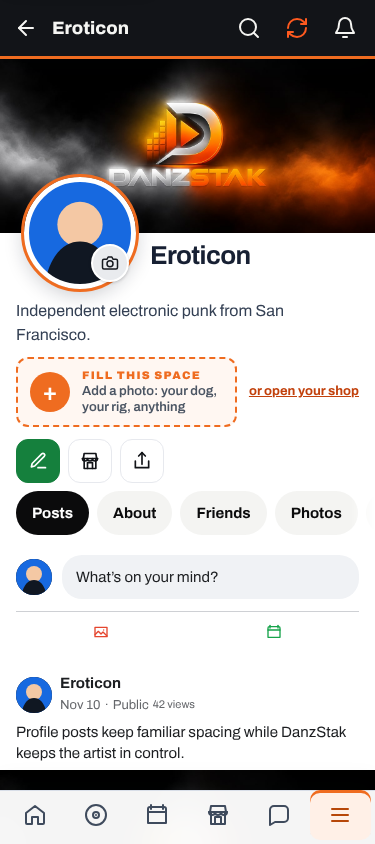 Eroticon
DANZSTAK
Eroticon
Independent electronic punk from San
Francisco.
FILL THIS SPACE
Add a photo: your dog,
your rig, anything
or open your shop
Posts
About
Friends
Photos
What's on your mind?
Eroticon
Nov 10 · Public 42 views
Profile posts keep familiar spacing while DanzStak
keeps the artist in control.